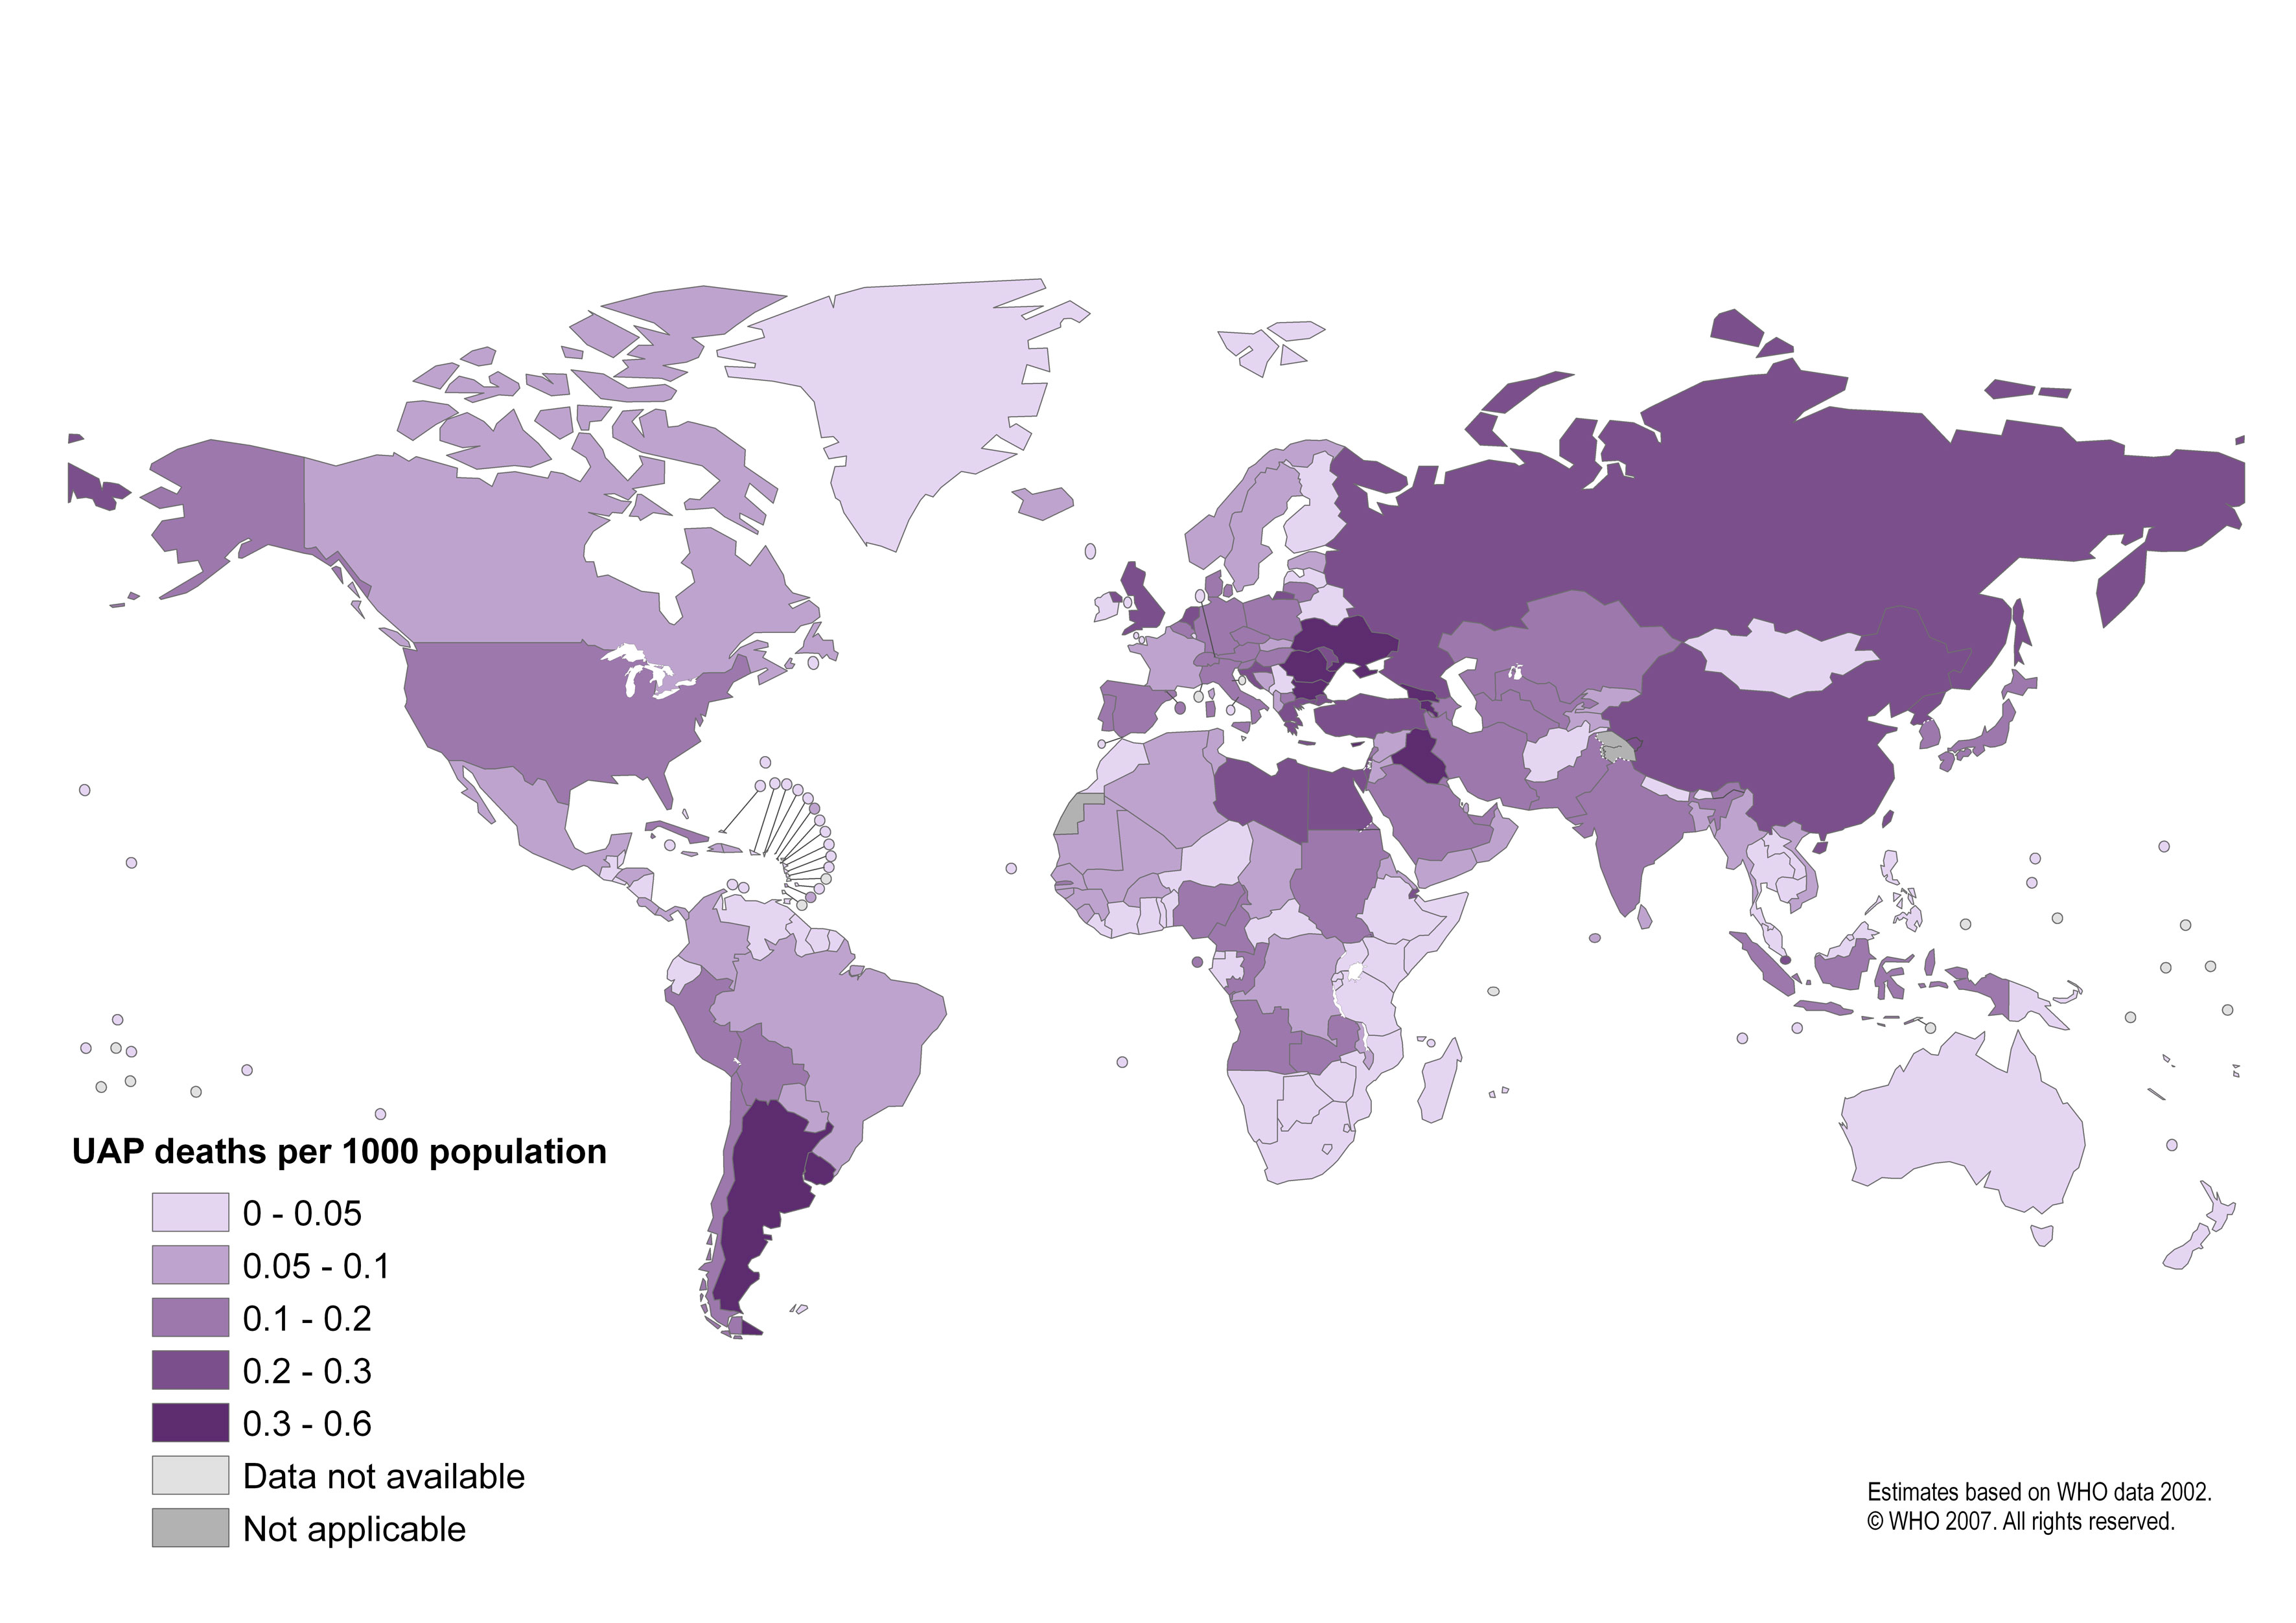 UAP deaths per 1000 population
0 - 0.05
0.05 - 0.1
0.1 - 0.2
0.2 - 0.3
0.3 - 0.6
Data not available
Not applicable
Estimates based on WHO data 2002.
© WHO 2007. All rights reserved.